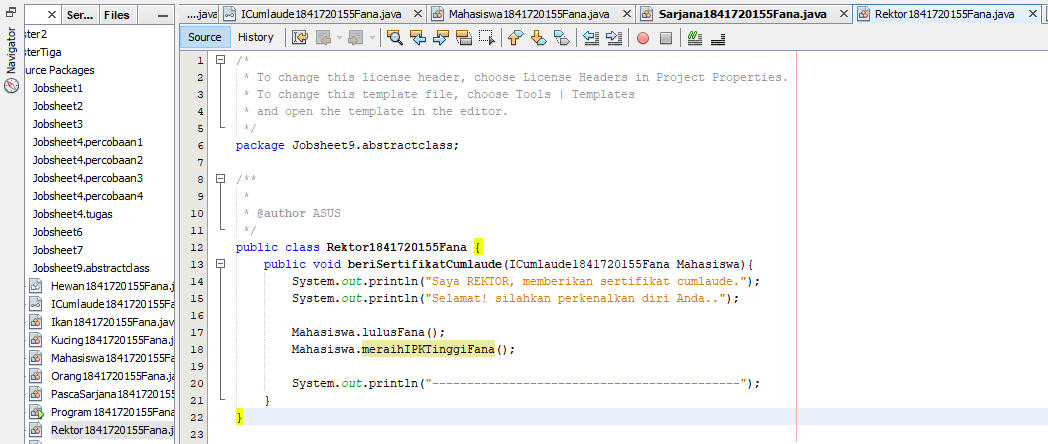 Ser... Files
...java ICumlaude1841720155Fana.java Mahasiswa1841720155Fana.java Sarjana1841720155Fana.java Rektor1841720155Fana.java
Source History
Navigator
ster2
sterTiga
urce Packages
Jobsheet1
Jobsheet2
Jobsheet3
Jobsheet4.percobaan1
Jobsheet4.percobaan2
Jobsheet4.percobaan3
Jobsheet4.percobaan4
Jobsheet4.tugas
Jobsheet6
Jobsheet7
Jobsheet9.abstractclass
Hewan1841720155Fana.j
ICumlaude1841720155Fa
Ikan1841720155Fana.jav
Kucing1841720155Fana.j
Mahasiswa1841720155Fa
Orang1841720155Fana.j
PascaSarjana184172015
Program1841720155Fana
Rektor1841720155Fana.j
1 /*
2 * To change this license header, choose License Headers in Project Properties.
3 * To change this template file, choose Tools | Templates
4 * and open the template in the editor.
5 */
6 package Jobsheet9.abstractclass;
7
8 /**
9 *
10 * @author ASUS
11 */
12 public class Rektor1841720155Fana {
13 public void beriSertifikatCumlaude(ICumlaude1841720155Fana Mahasiswa){
14 System.out.println("Saya REKTOR, memberikan sertifikat cumlaude.");
15 System.out.println("Selamat! silahkan perkenalkan diri Anda..");
16
17 Mahasiswa.lulusFana();
18 Mahasiswa.meraihIPKTinggiFana();
19
20 System.out.println("--------------------------------------------");
21 }
22 }
23